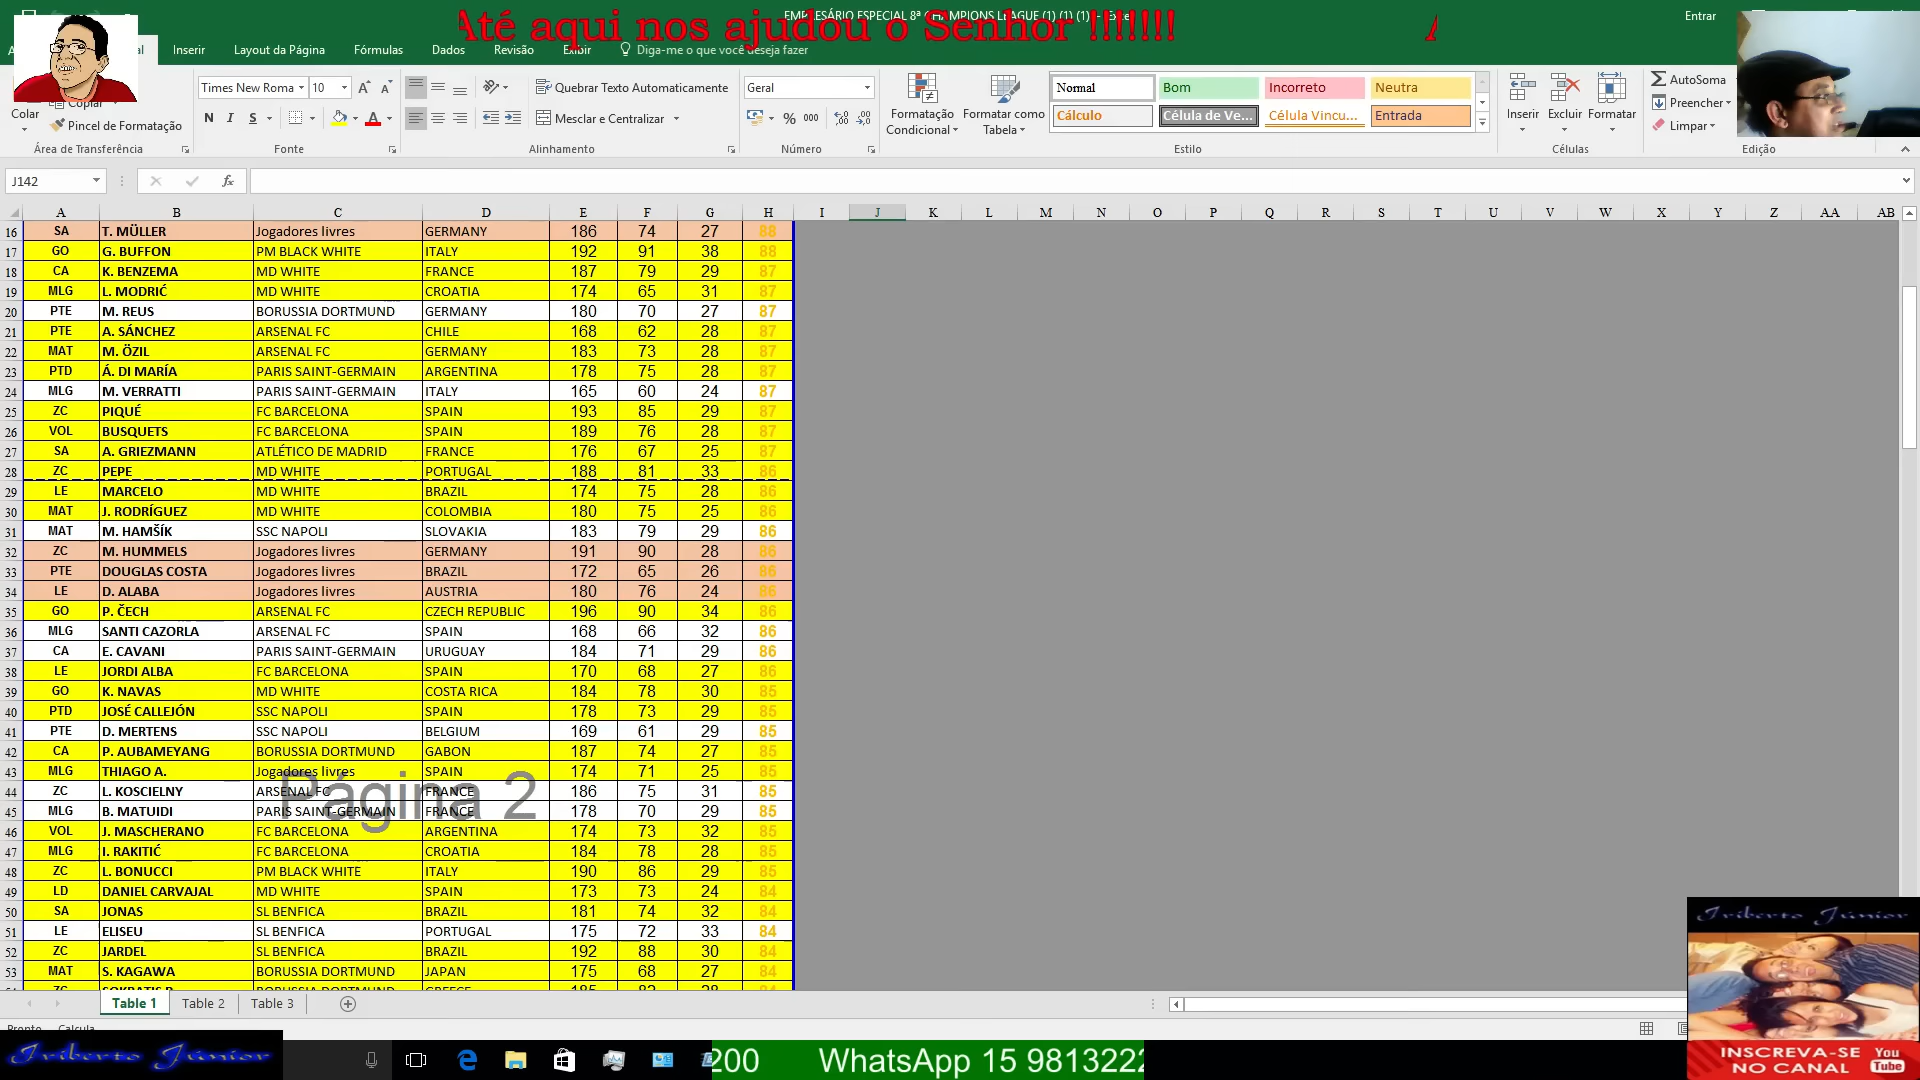 EMPRESÁRIO ESPECIAL 8ª CHAMPIONS LEAGUE (1) (1) (1)
Entrar
Até aqui nos ajudou o Senhor !!!!!!!
Inserir
Layout da Página
Fórmulas
Dados
Revisão
Exibir
Diga-me o que você deseja fazer
Colar
Copiar
Pincel de Formatação
Área de Transferência
Times New Roma
10
N I S
Fonte
Quebrar Texto Automaticamente
Mesclar e Centralizar
Alinhamento
Geral
% 000
Número
Formatação Condicional
Formatar como Tabela
Normal
Bom
Incorreto
Neutra
Cálculo
Célula de Ve...
Célula Vincu...
Entrada
Estilo
Inserir
Excluir
Formatar
Células
AutoSoma
Preencher
Limpar
Edição
J142
fx
A B C D E F G H I J K L M N O P Q R S T U V W X Y Z AA AB
16 SA T. MÜLLER Jogadores livres GERMANY 186 74 27 88
17 GO G. BUFFON PM BLACK WHITE ITALY 192 91 38 88
18 CA K. BENZEMA MD WHITE FRANCE 187 79 29 87
19 MLG L. MODRIĆ MD WHITE CROATIA 174 65 31 87
20 PTE M. REUS BORUSSIA DORTMUND GERMANY 180 70 27 87
21 PTE A. SÁNCHEZ ARSENAL FC CHILE 168 62 28 87
22 MAT M. ÖZIL ARSENAL FC GERMANY 183 73 28 87
23 PTD Á. DI MARÍA PARIS SAINT-GERMAIN ARGENTINA 178 75 28 87
24 MLG M. VERRATTI PARIS SAINT-GERMAIN ITALY 165 60 24 87
25 ZC PIQUÉ FC BARCELONA SPAIN 193 85 29 87
26 VOL BUSQUETS FC BARCELONA SPAIN 189 76 28 87
27 SA A. GRIEZMANN ATLÉTICO DE MADRID FRANCE 176 67 25 87
28 ZC PEPE MD WHITE PORTUGAL 188 81 33 86
29 LE MARCELO MD WHITE BRAZIL 174 75 28 86
30 MAT J. RODRÍGUEZ MD WHITE COLOMBIA 180 75 25 86
31 MAT M. HAMŠÍK SSC NAPOLI SLOVAKIA 183 79 29 86
32 ZC M. HUMMELS Jogadores livres GERMANY 191 90 28 86
33 PTE DOUGLAS COSTA Jogadores livres BRAZIL 172 65 26 86
34 LE D. ALABA Jogadores livres AUSTRIA 180 76 24 86
35 GO P. ČECH ARSENAL FC CZECH REPUBLIC 196 90 34 86
36 MLG SANTI CAZORLA ARSENAL FC SPAIN 168 66 32 86
37 CA E. CAVANI PARIS SAINT-GERMAIN URUGUAY 184 71 29 86
38 LE JORDI ALBA FC BARCELONA SPAIN 170 68 27 86
39 GO K. NAVAS MD WHITE COSTA RICA 184 78 30 85
40 PTD JOSÉ CALLEJÓN SSC NAPOLI SPAIN 178 73 29 85
41 PTE D. MERTENS SSC NAPOLI BELGIUM 169 61 29 85
42 CA P. AUBAMEYANG BORUSSIA DORTMUND GABON 187 74 27 85
43 MLG THIAGO A. Jogadores livres SPAIN 174 71 25 85
44 ZC L. KOSCIELNY ARSENAL FC FRANCE 186 75 31 85
Página 2
45 MLG B. MATUIDI PARIS SAINT-GERMAIN FRANCE 178 70 29 85
46 VOL J. MASCHERANO FC BARCELONA ARGENTINA 174 73 32 85
47 MLG I. RAKITIĆ FC BARCELONA CROATIA 184 78 28 85
48 ZC L. BONUCCI PM BLACK WHITE ITALY 190 86 29 85
49 LD DANIEL CARVAJAL MD WHITE SPAIN 173 73 24 84
50 SA JONAS SL BENFICA BRAZIL 181 74 32 84
51 LE ELISEU SL BENFICA PORTUGAL 175 72 33 84
52 ZC JARDEL SL BENFICA BRAZIL 192 88 30 84
53 MAT S. KAGAWA BORUSSIA DORTMUND JAPAN 175 68 27 84
Table 1
Table 2
Table 3
Pronto
Calcula
Iriberto Júnior
200 WhatsApp 15 981322
Iriberto Júnior
INSCREVA-SE
NO CANAL
You
Tube